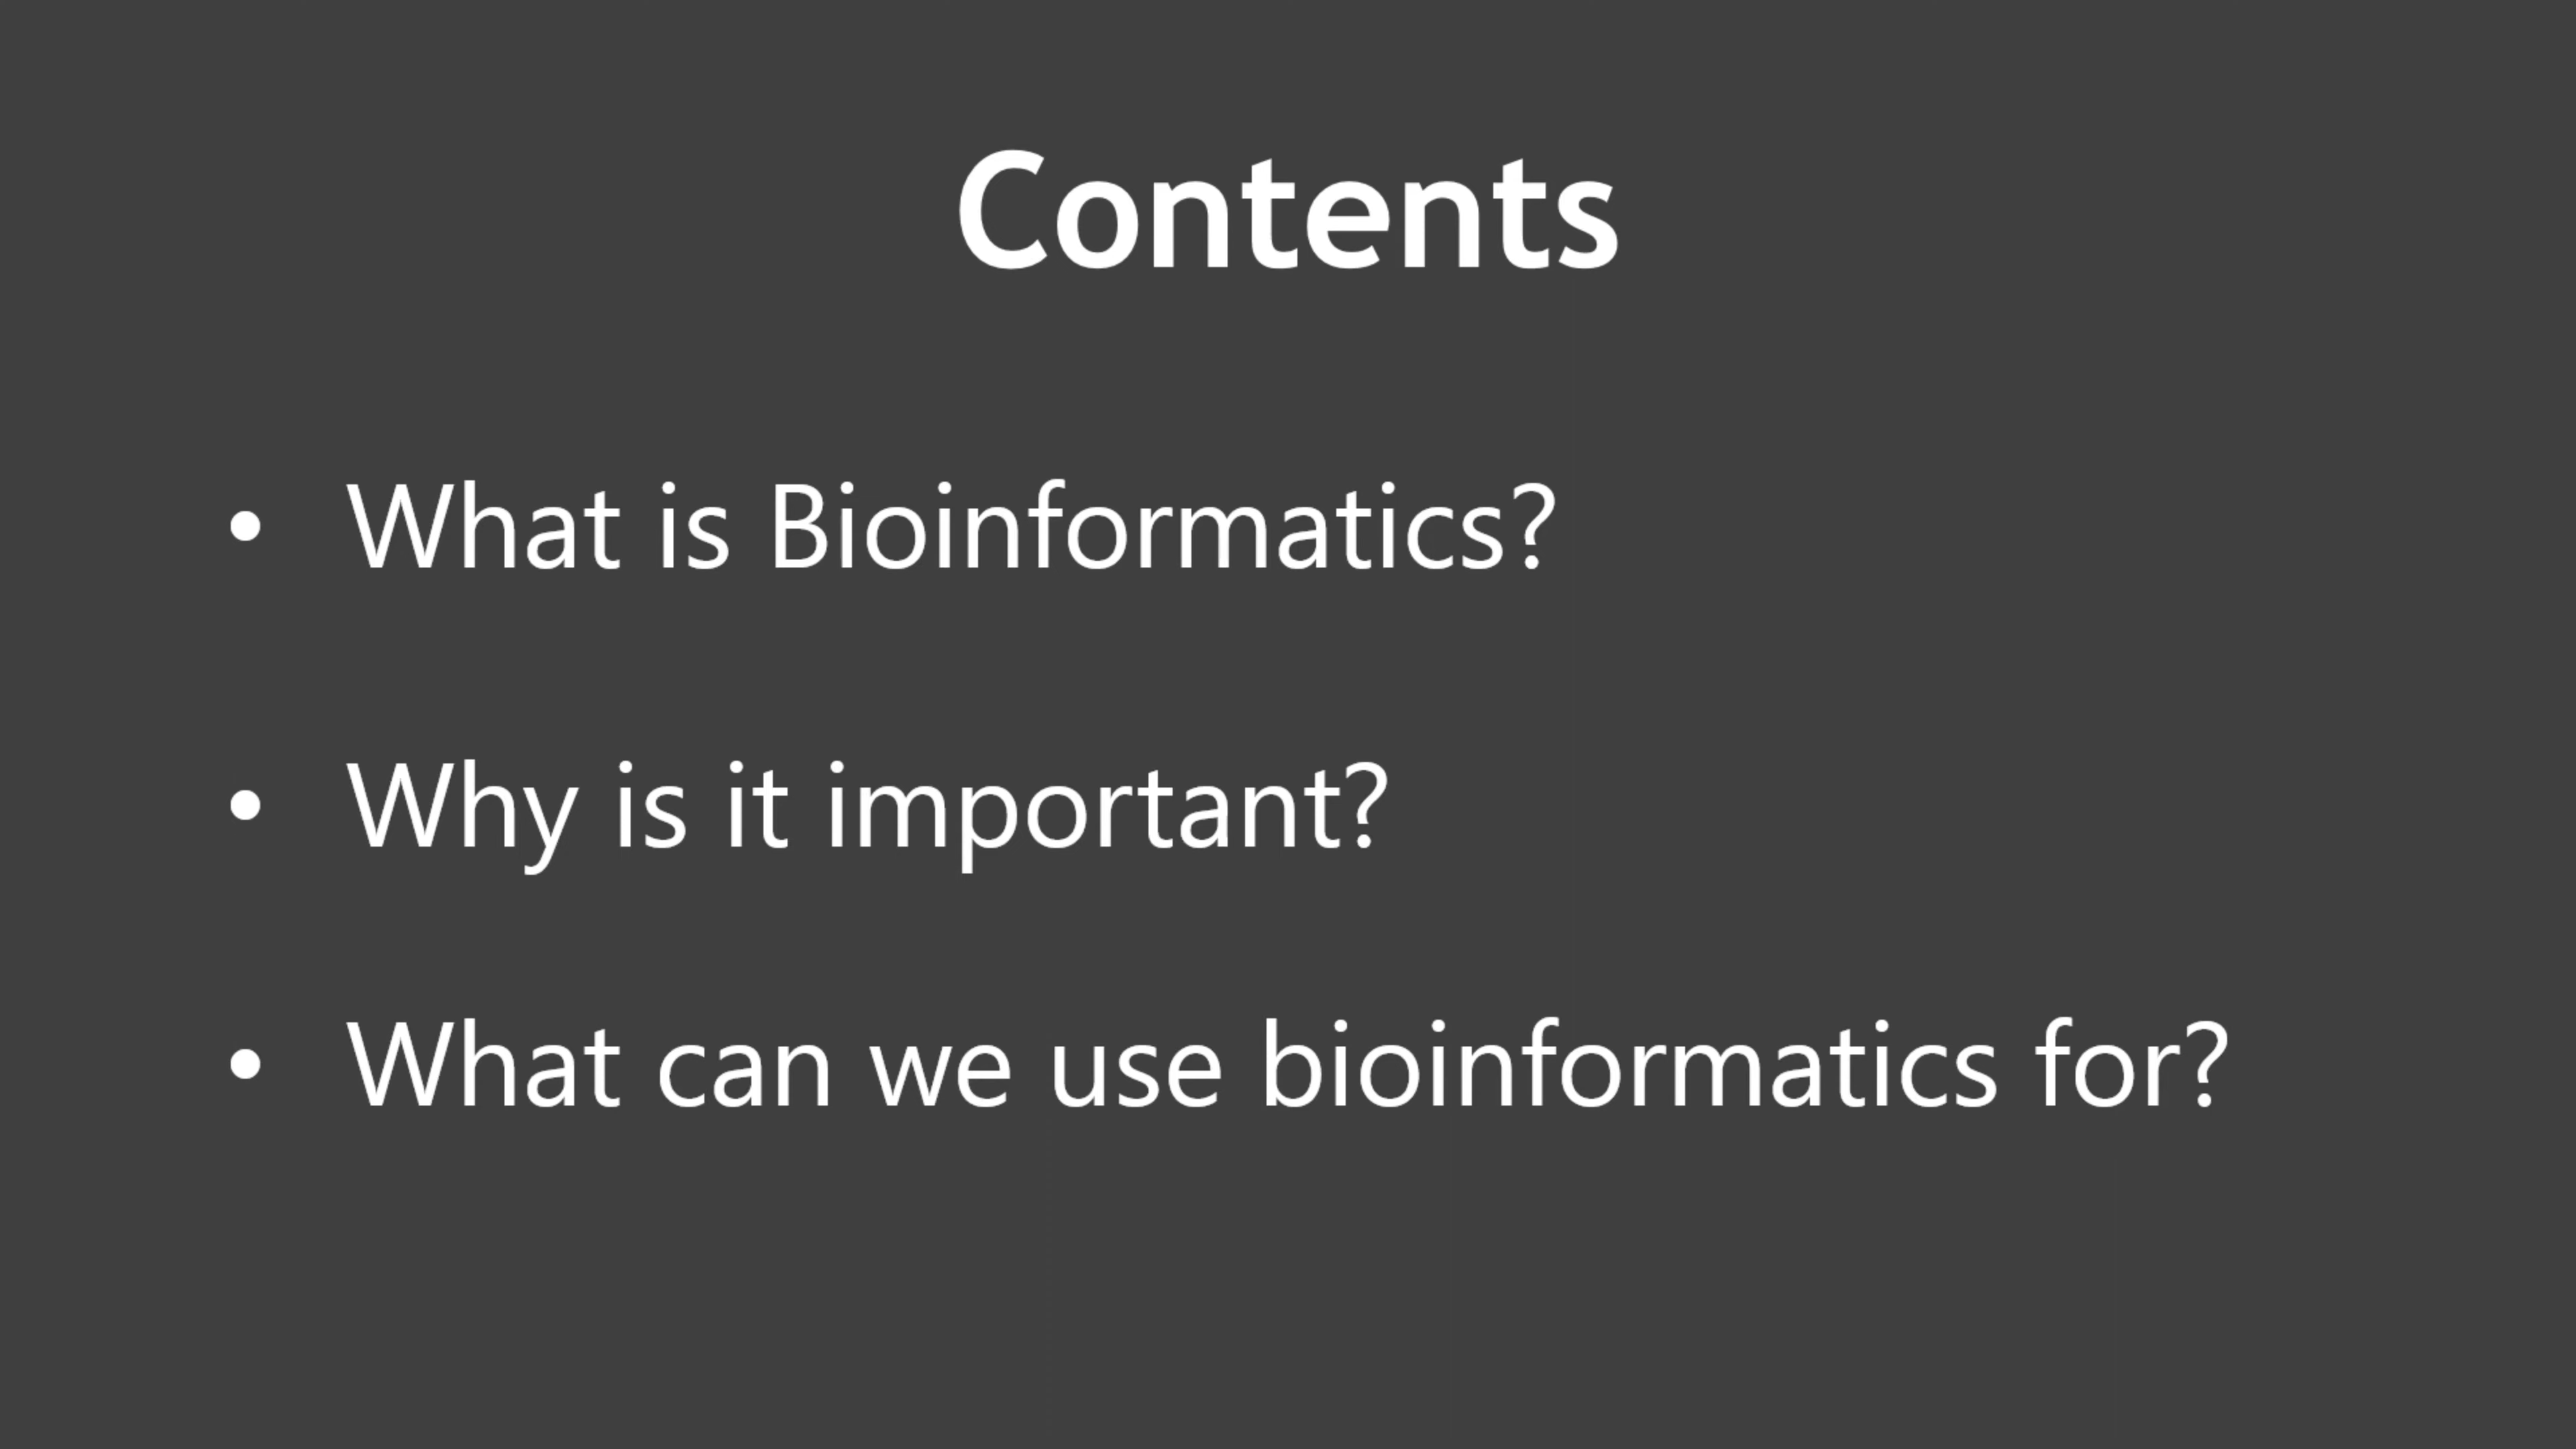 Contents
• What is Bioinformatics?
• Why is it important?
• What can we use bioinformatics for?